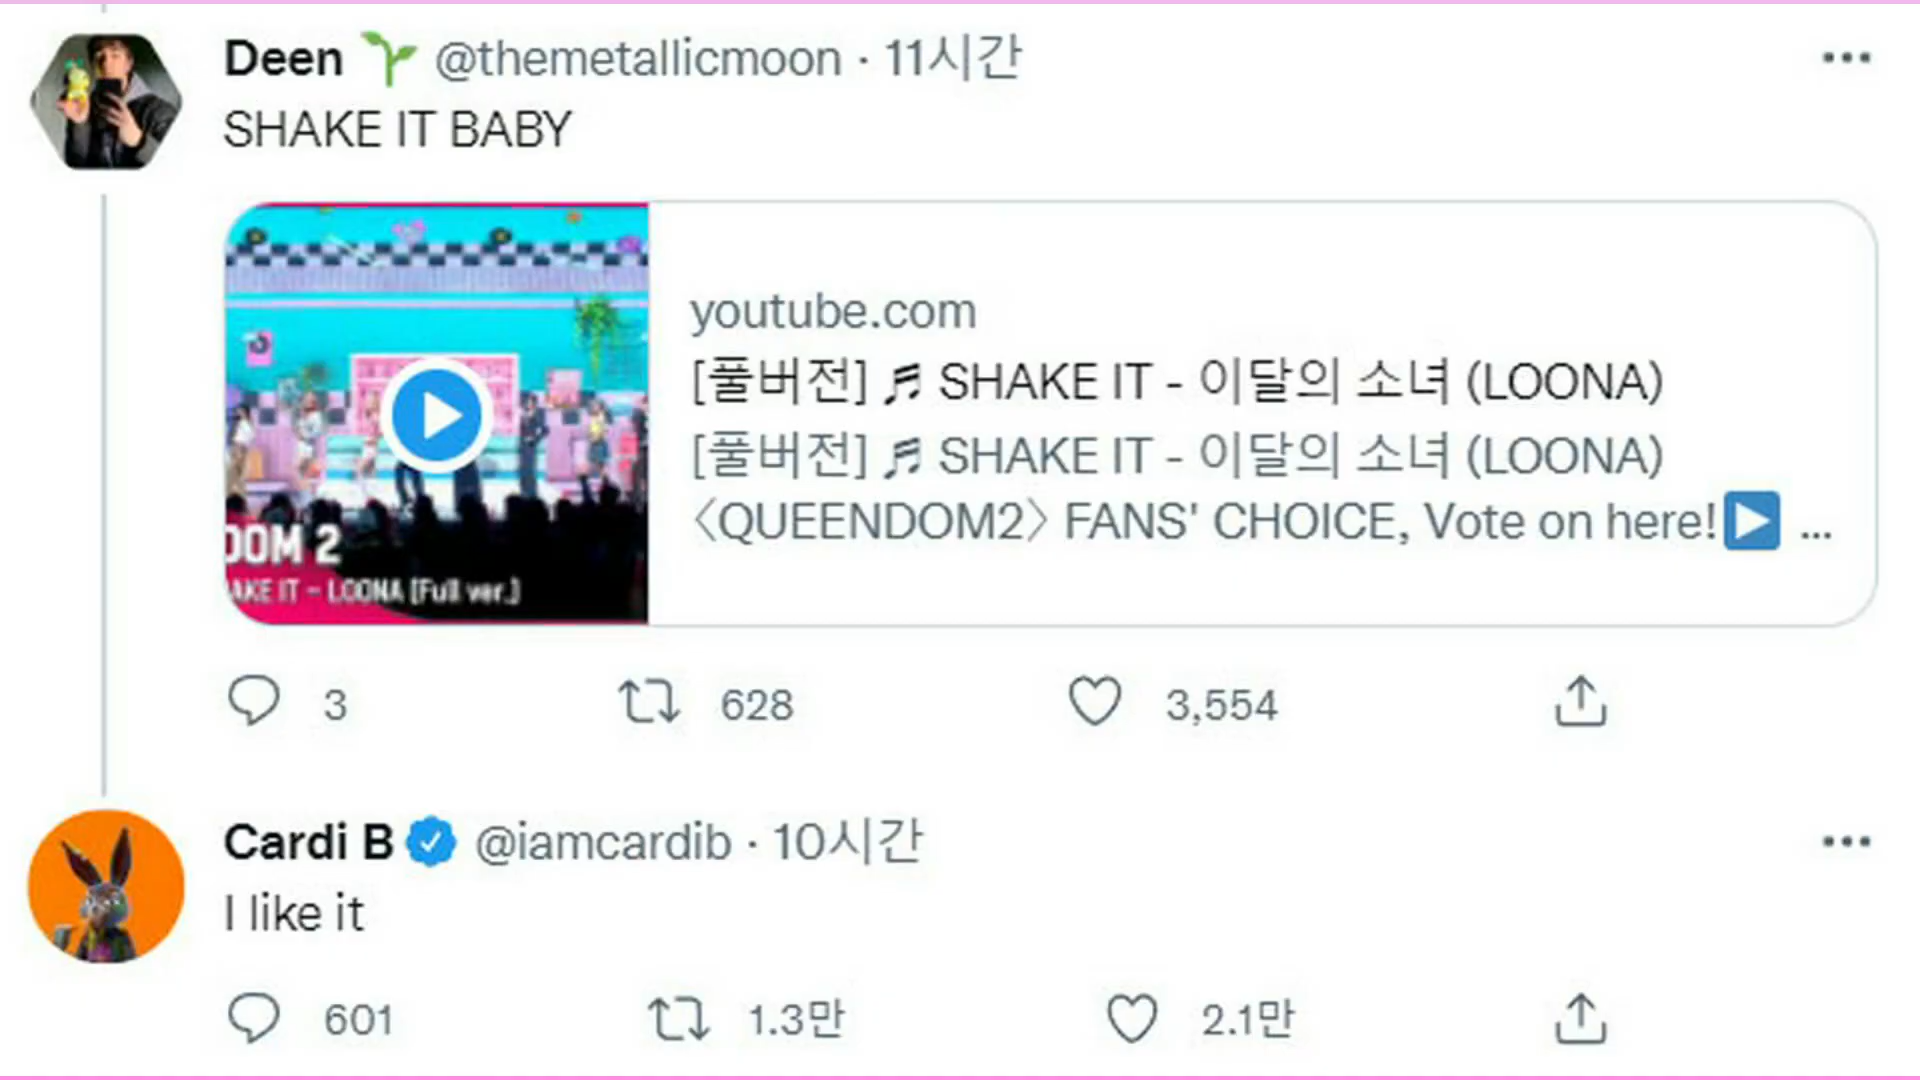 Deen 🌱 @themetallicmoon · 11시간
SHAKE IT BABY
youtube.com
[풀버전] ♬ SHAKE IT - 이달의 소녀 (LOONA)
[풀버전] ♬ SHAKE IT - 이달의 소녀 (LOONA)
〈QUEENDOM2〉 FANS' CHOICE, Vote on here!▶ ...
DOM 2
AKE IT - LOONA [Full ver.]
3 628 3,554
Cardi B @iamcardib · 10시간
I like it
601 1.3만 2.1만